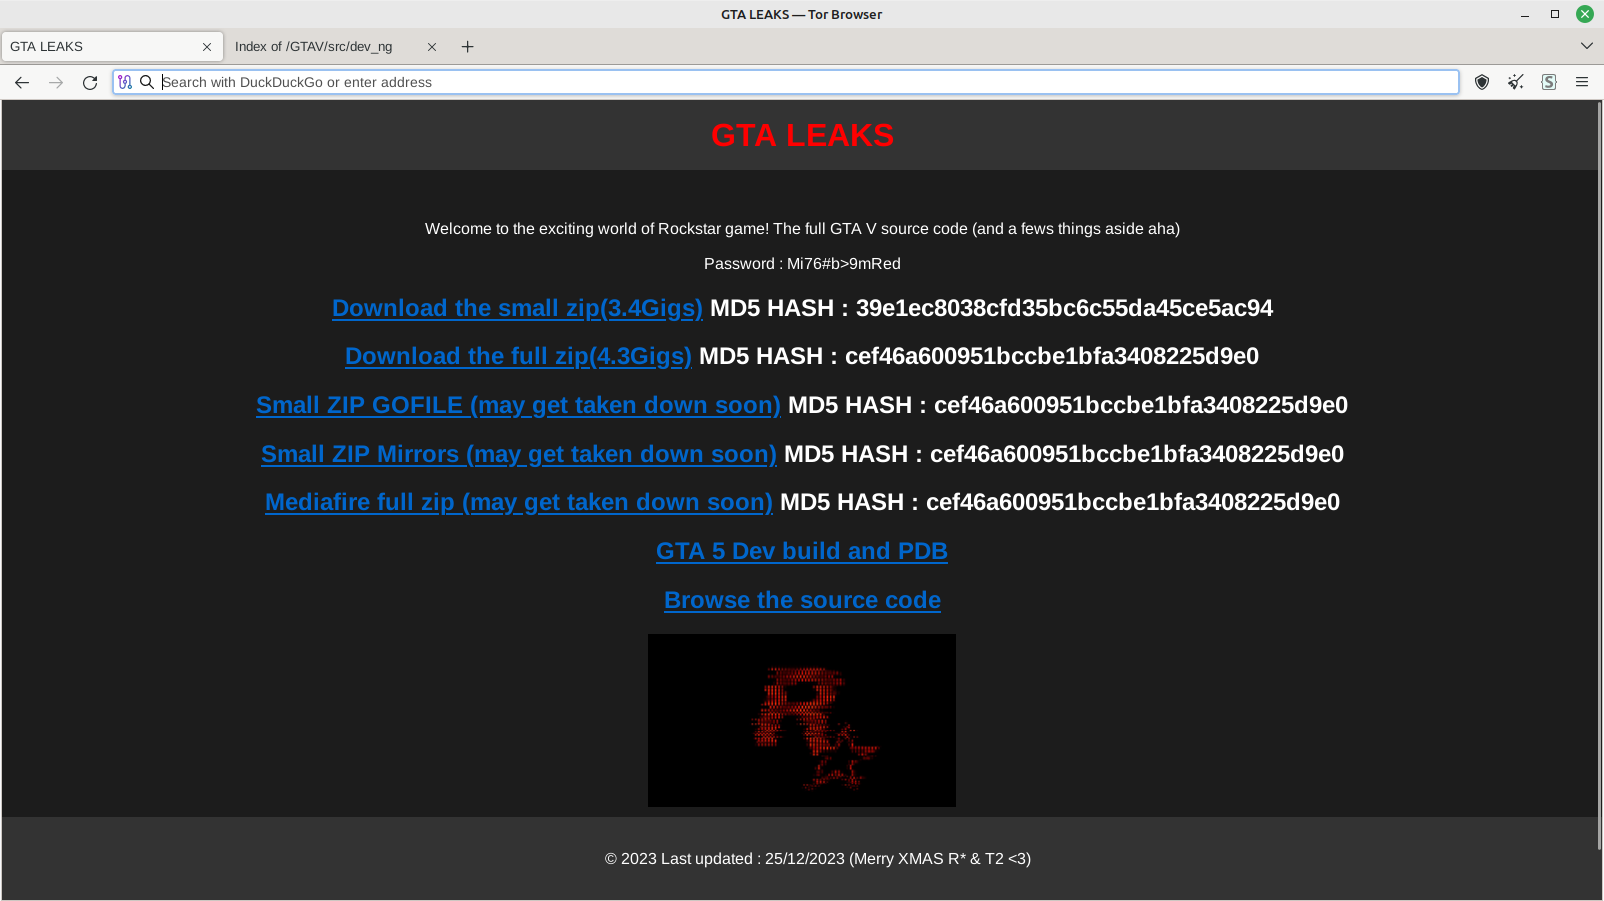 GTA LEAKS — Tor Browser
GTA LEAKS
Index of /GTAV/src/dev_ng
Search with DuckDuckGo or enter address
GTA LEAKS
Welcome to the exciting world of Rockstar game! The full GTA V source code (and a fews things aside aha)
Password : Mi76#b>9mRed
Download the small zip(3.4Gigs) MD5 HASH : 39e1ec8038cfd35bc6c55da45ce5ac94
Download the full zip(4.3Gigs) MD5 HASH : cef46a600951bccbe1bfa3408225d9e0
Small ZIP GOFILE (may get taken down soon) MD5 HASH : cef46a600951bccbe1bfa3408225d9e0
Small ZIP Mirrors (may get taken down soon) MD5 HASH : cef46a600951bccbe1bfa3408225d9e0
Mediafire full zip (may get taken down soon) MD5 HASH : cef46a600951bccbe1bfa3408225d9e0
GTA 5 Dev build and PDB
Browse the source code
R
© 2023 Last updated : 25/12/2023 (Merry XMAS R* & T2 <3)